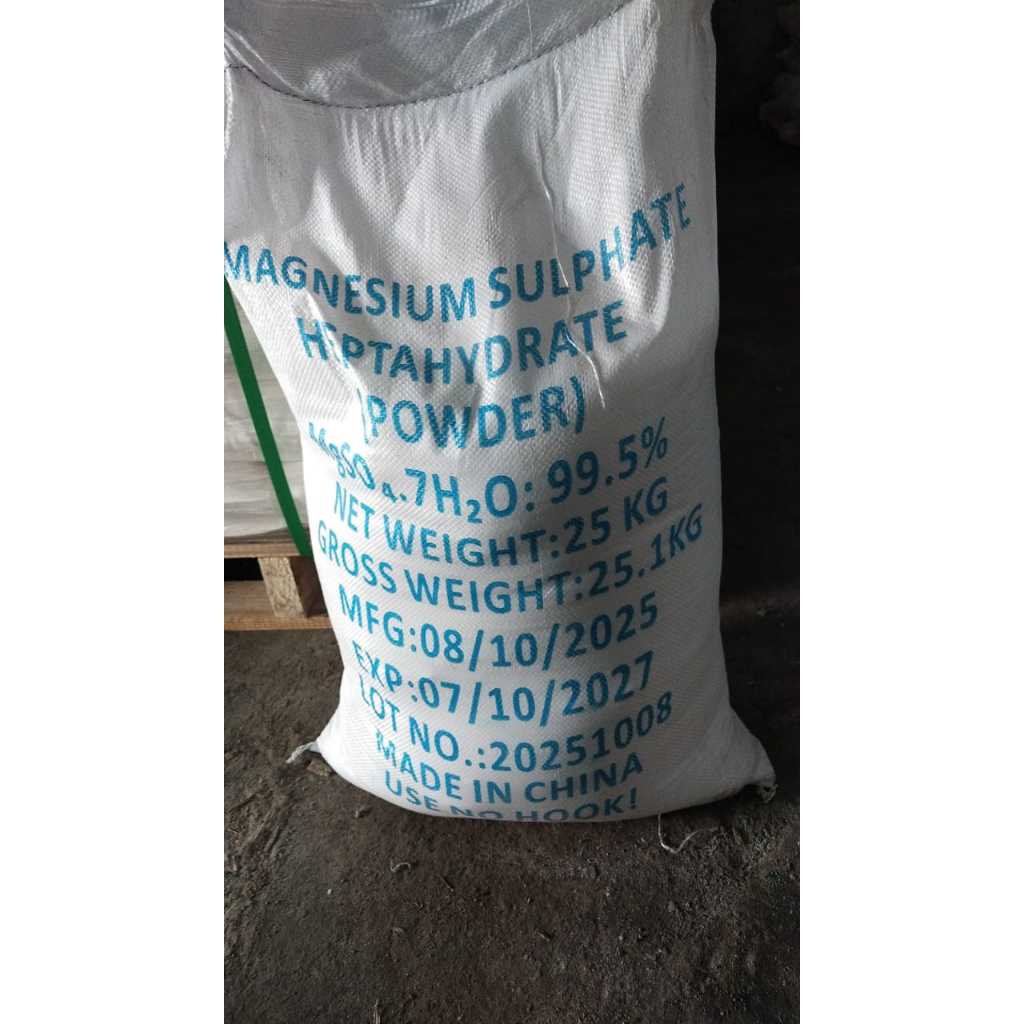 MAGNESIUM SULPHATE
HEPTAHYDRATE
(POWDER)
MgSO₄.7H₂O: 99.5%
NET WEIGHT:25 KG
GROSS WEIGHT:25.1KG
MFG:08/10/2025
EXP:07/10/2027
LOT NO.:20251008
MADE IN CHINA
USE NO HOOK!